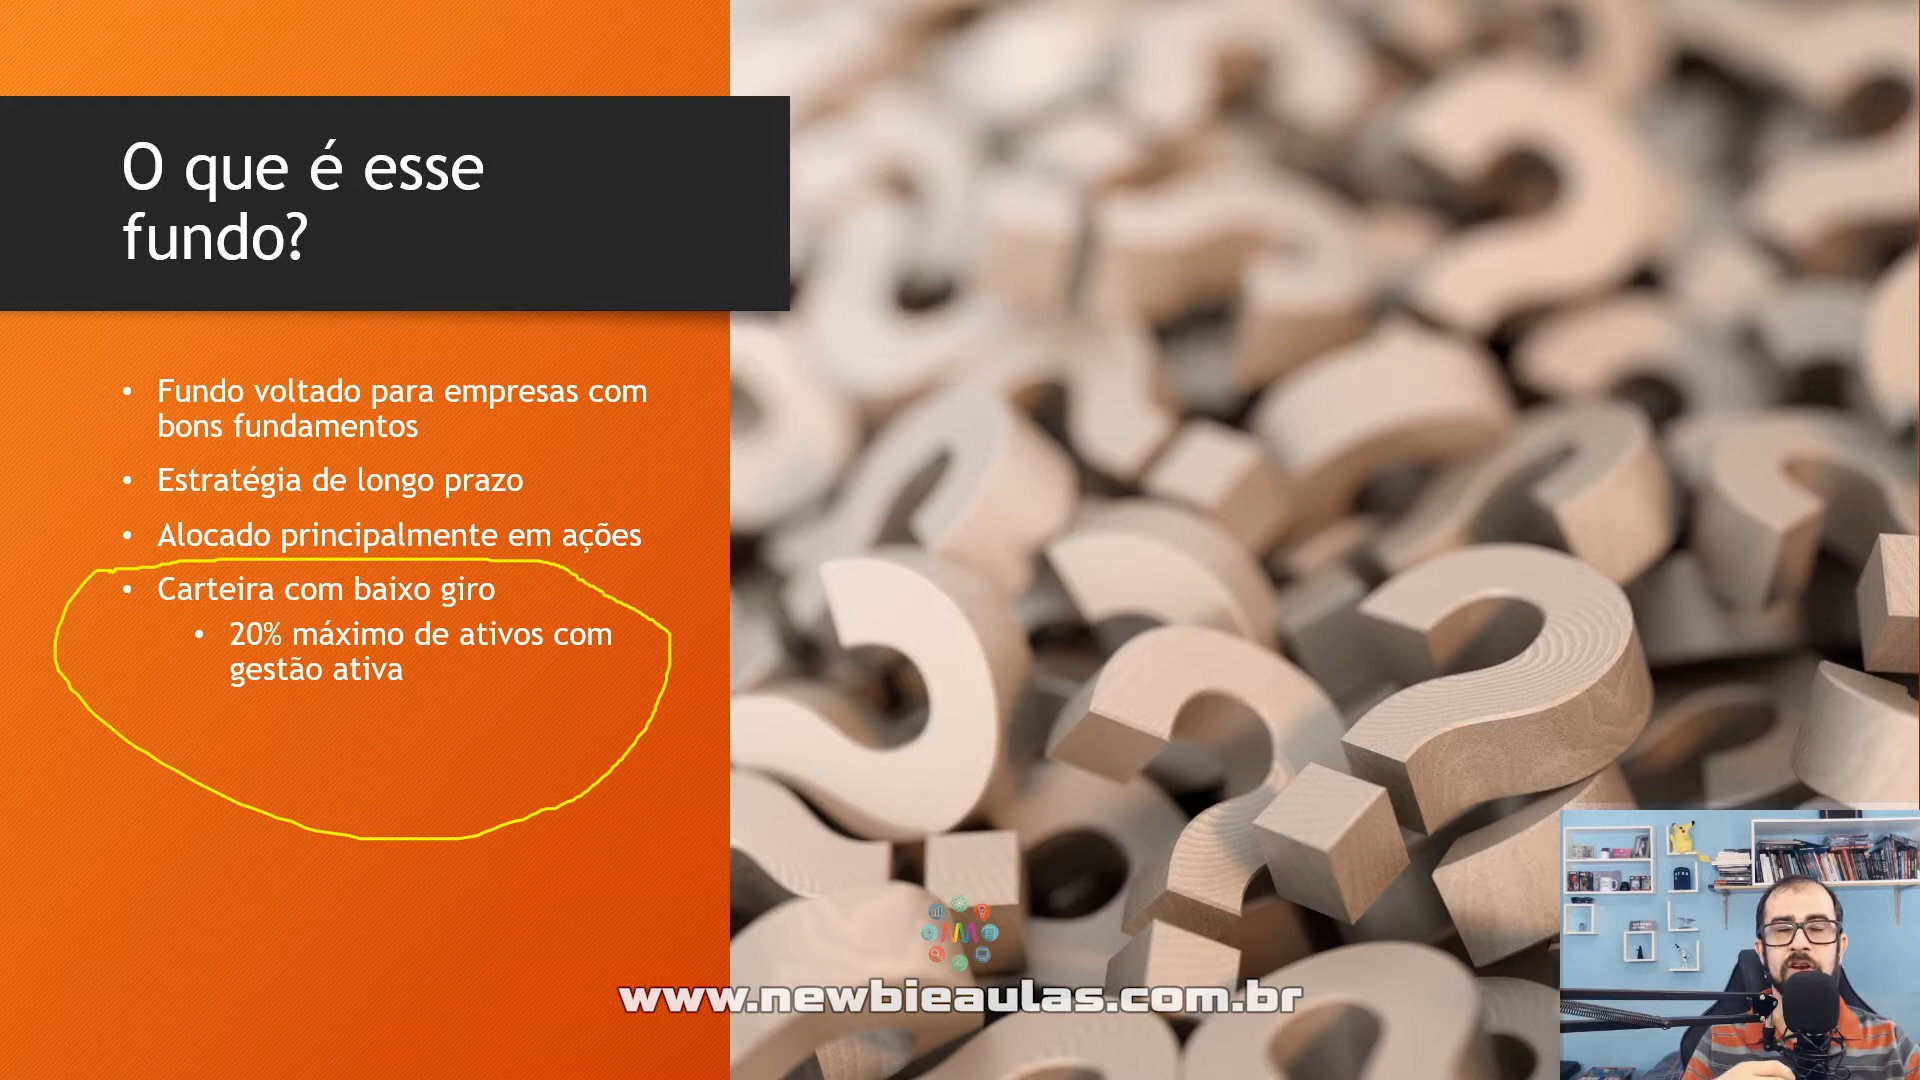 O que é esse
fundo?
• Fundo voltado para empresas com
bons fundamentos
• Estratégia de longo prazo
• Alocado principalmente em ações
• Carteira com baixo giro
• 20% máximo de ativos com
gestão ativa
www.newbieaulas.com.br